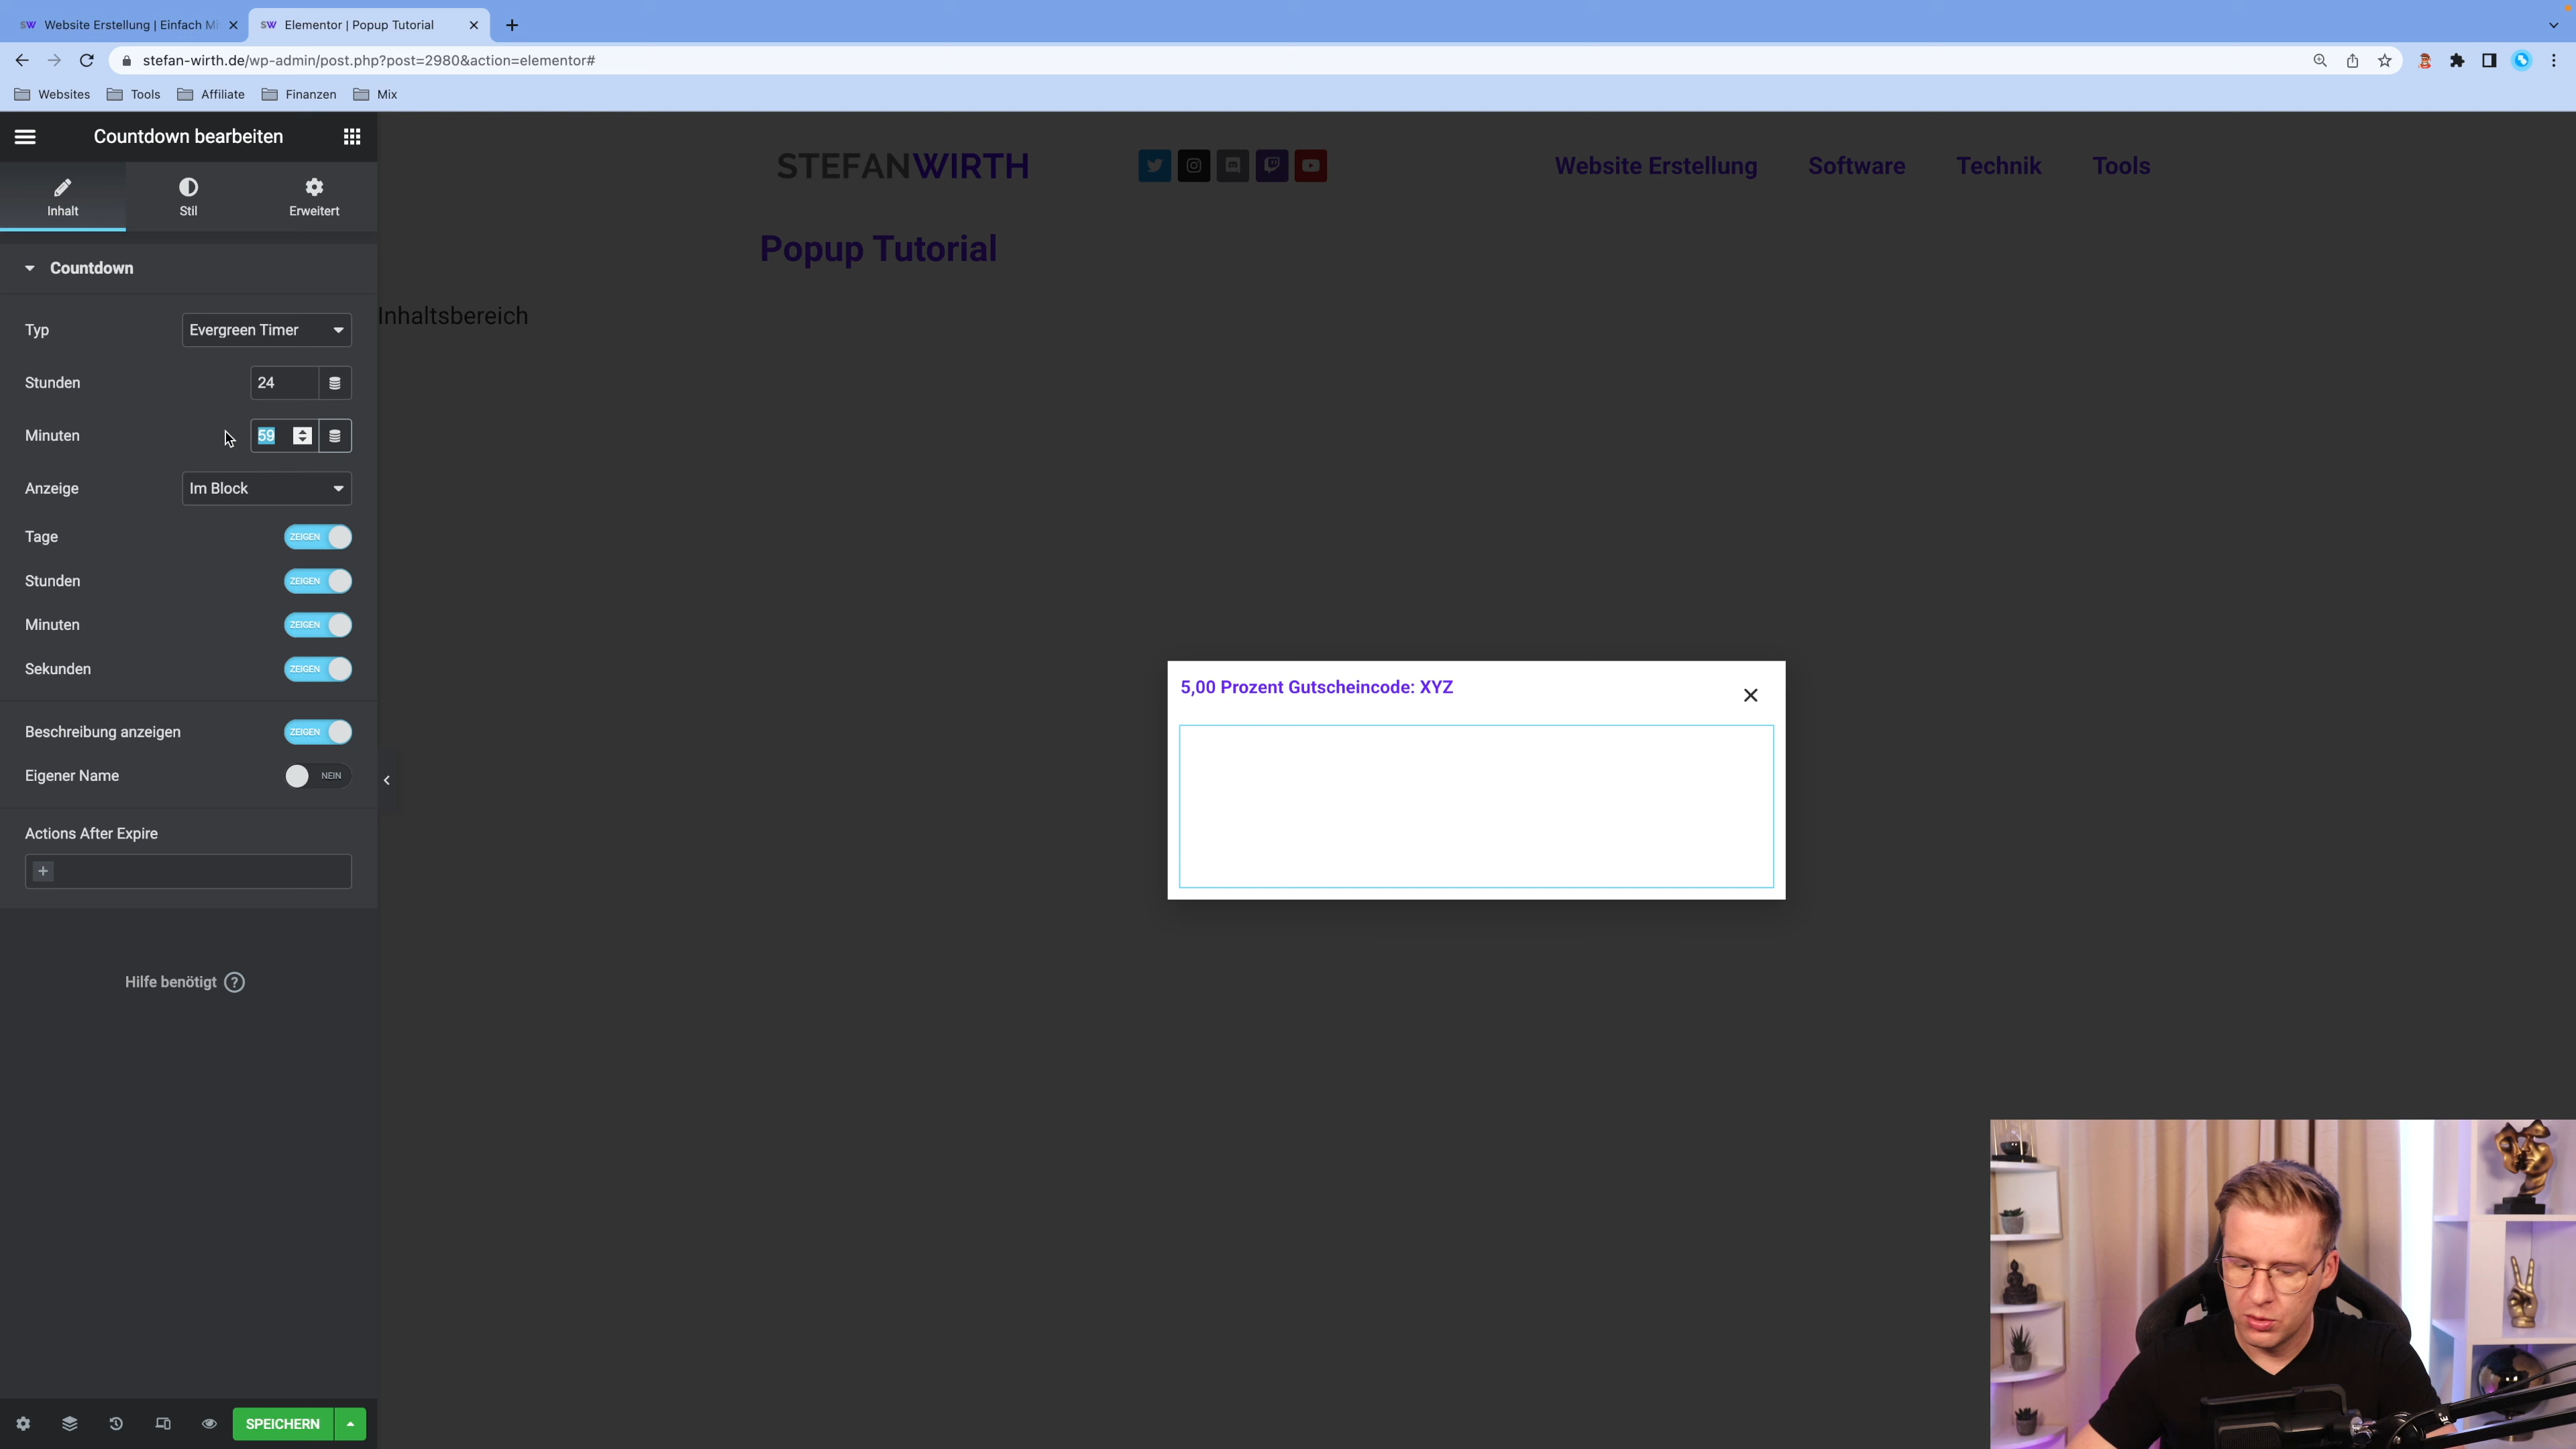 SW Website Erstellung | Einfach Mi
SW Elementor | Popup Tutorial
stefan-wirth.de/wp-admin/post.php?post=2980&action=elementor#
Websites Tools Affiliate Finanzen Mix
Countdown bearbeiten
Inhalt Stil Erweitert
STEFANWIRTH
Website Erstellung Software Technik Tools
Popup Tutorial
Inhaltsbereich
Countdown
Typ Evergreen Timer
Stunden 24
Minuten 59
Anzeige Im Block
Tage ZEIGEN
Stunden ZEIGEN
Minuten ZEIGEN
Sekunden ZEIGEN
Beschreibung anzeigen ZEIGEN
Eigener Name NEIN
Actions After Expire
Hilfe benötigt ?
5,00 Prozent Gutscheincode: XYZ
SPEICHERN